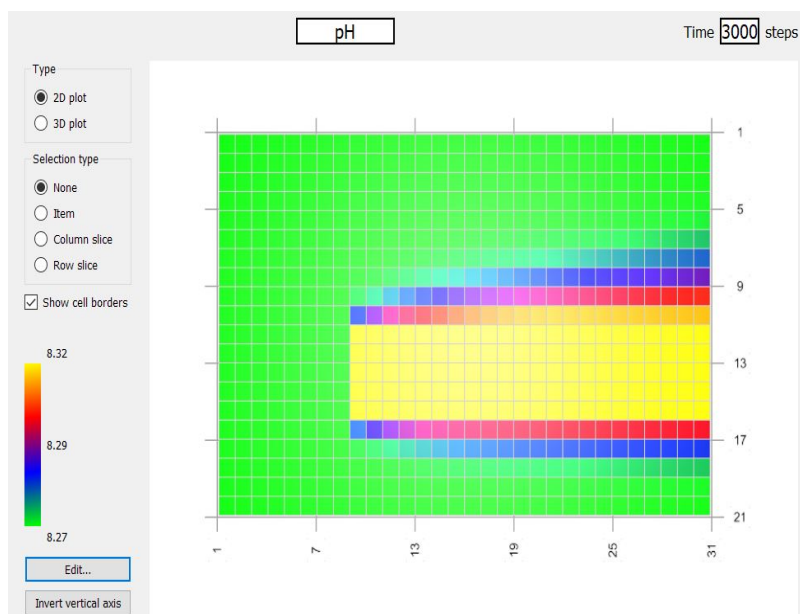 pH
Time 3000 steps
Type
2D plot
3D plot
Selection type
None
Item
Column slice
Row slice
Show cell borders
8.32
8.29
8.27
Edit...
Invert vertical axis
1
5
9
13
17
21
1
7
13
19
25
31